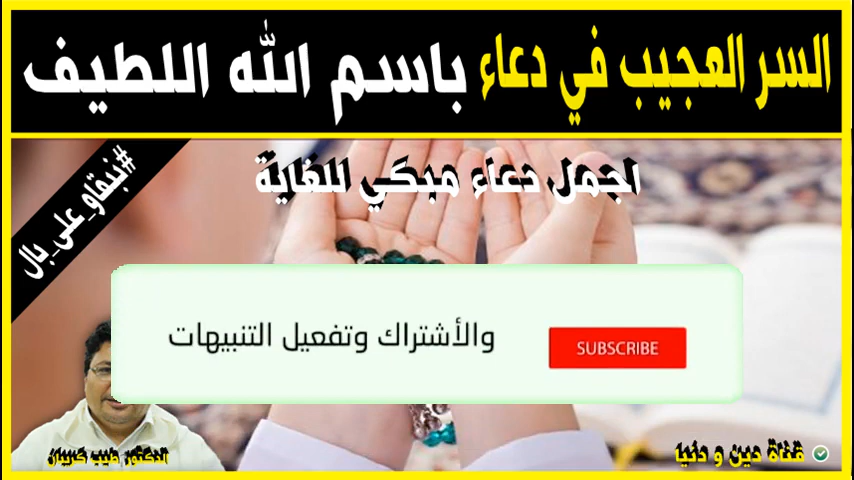 السر العجيب في دعاء باسم الله اللطيف
#بنبقاو_على_بال
اجمل دعاء مبكي للغاية
والأشتراك وتفعيل التنبيهات
SUBSCRIBE
الدكتور طيب كريبان
قناة دين و دنيا